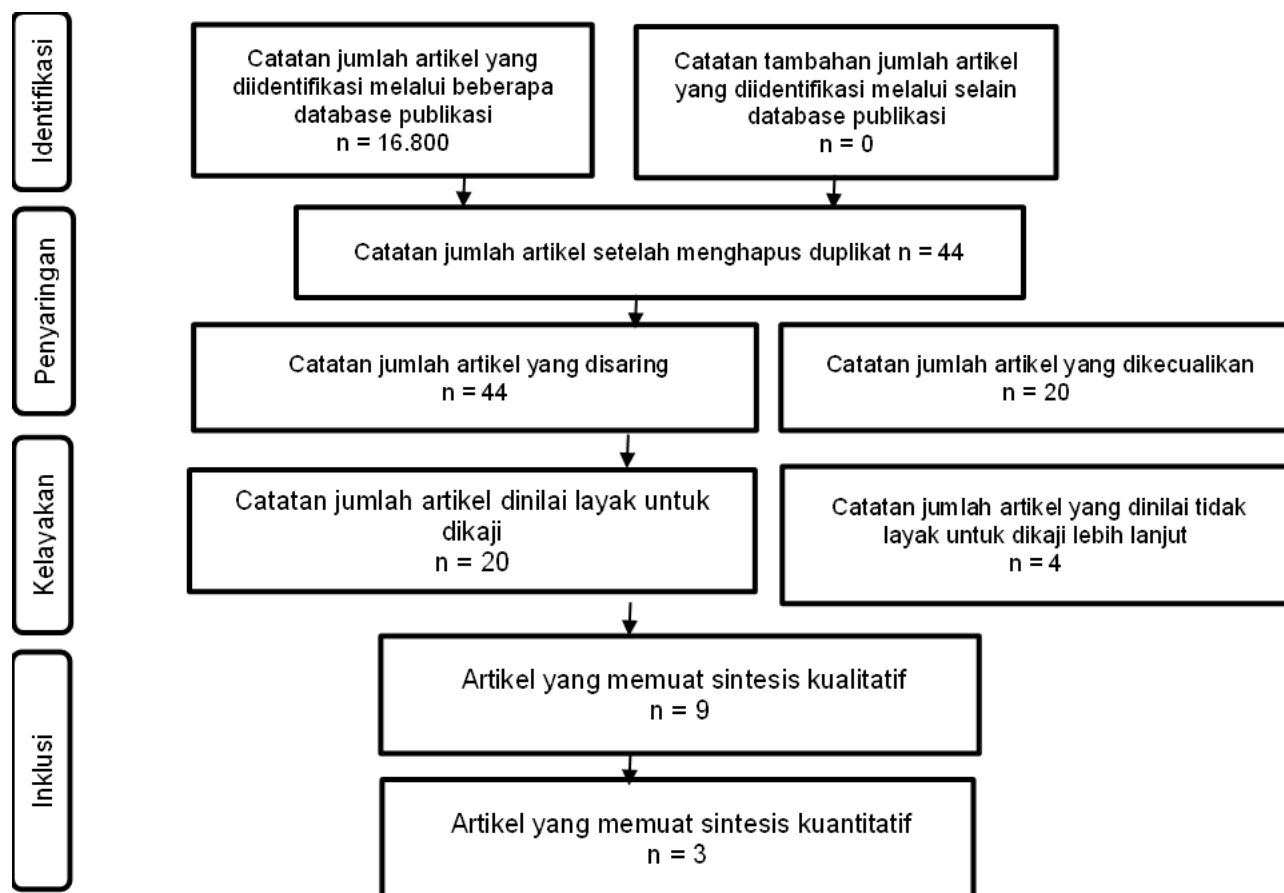 Identifikasi
Catatan jumlah artikel yang
diidentifikasi melalui beberapa
database publikasi
n = 16.800
Catatan tambahan jumlah artikel
yang diidentifikasi melalui selain
database publikasi
n = 0
Penyaringan
Catatan jumlah artikel setelah menghapus duplikat n = 44
Catatan jumlah artikel yang disaring
n = 44
Catatan jumlah artikel yang dikecualikan
n = 20
Kelayakan
Catatan jumlah artikel dinilai layak untuk
dikaji
n = 20
Catatan jumlah artikel yang dinilai tidak
layak untuk dikaji lebih lanjut
n = 4
Inklusi
Artikel yang memuat sintesis kualitatif
n = 9
Artikel yang memuat sintesis kuantitatif
n = 3